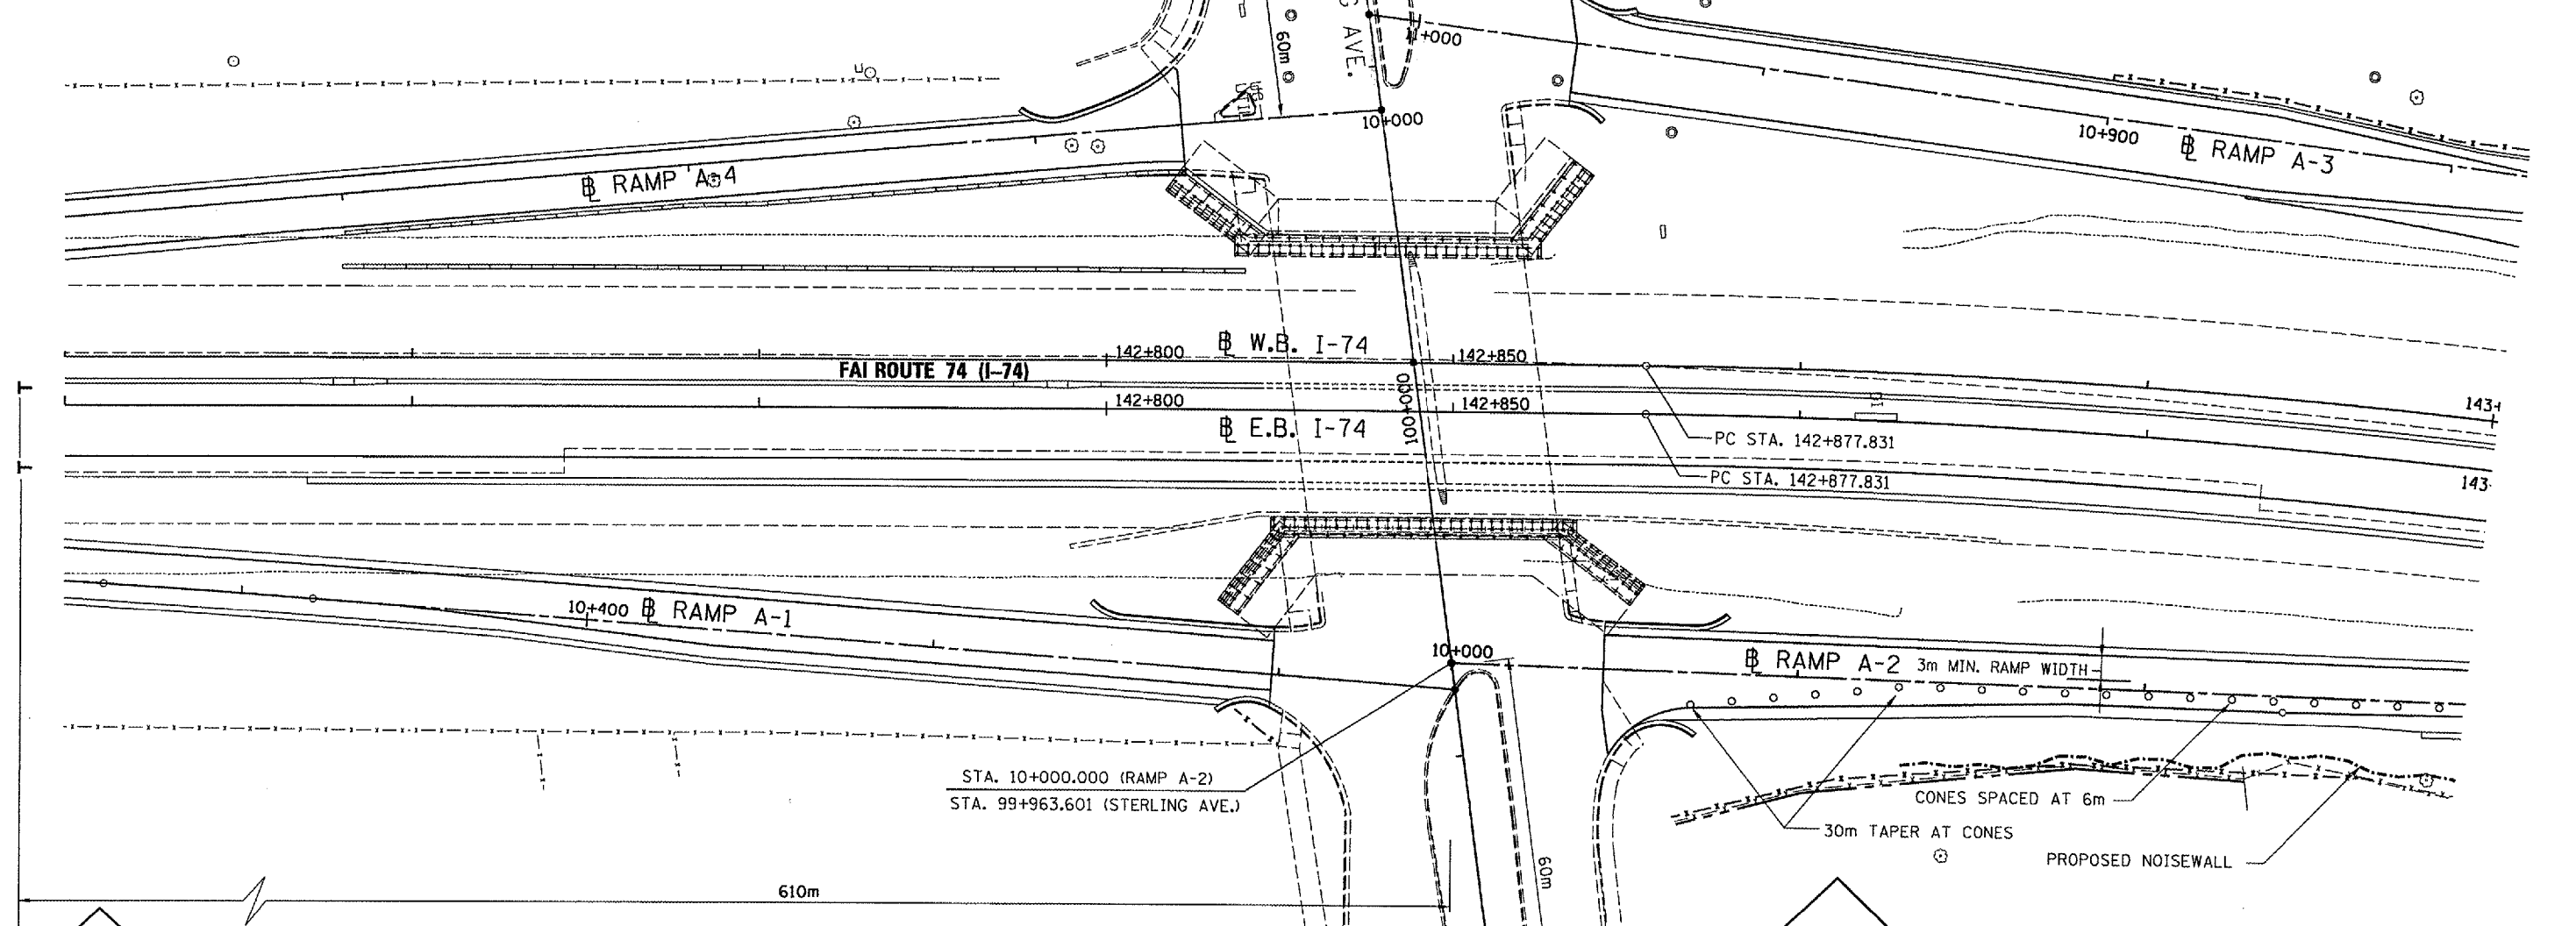 60m
AVE.
1+000
10+000
10+900
℄ RAMP A-3
℄ RAMP A-4
℄ W.B. I-74
142+800
142+850
FAI ROUTE 74 (I-74)
100+000
142+800
142+850
143+
℄ E.B. I-74
PC STA. 142+877.831
PC STA. 142+877.831
143
10+400 ℄ RAMP A-1
10+000
℄ RAMP A-2 3m MIN. RAMP WIDTH
STA. 10+000.000 (RAMP A-2)
STA. 99+963.601 (STERLING AVE.)
CONES SPACED AT 6m
30m TAPER AT CONES
PROPOSED NOISEWALL
60m
610m